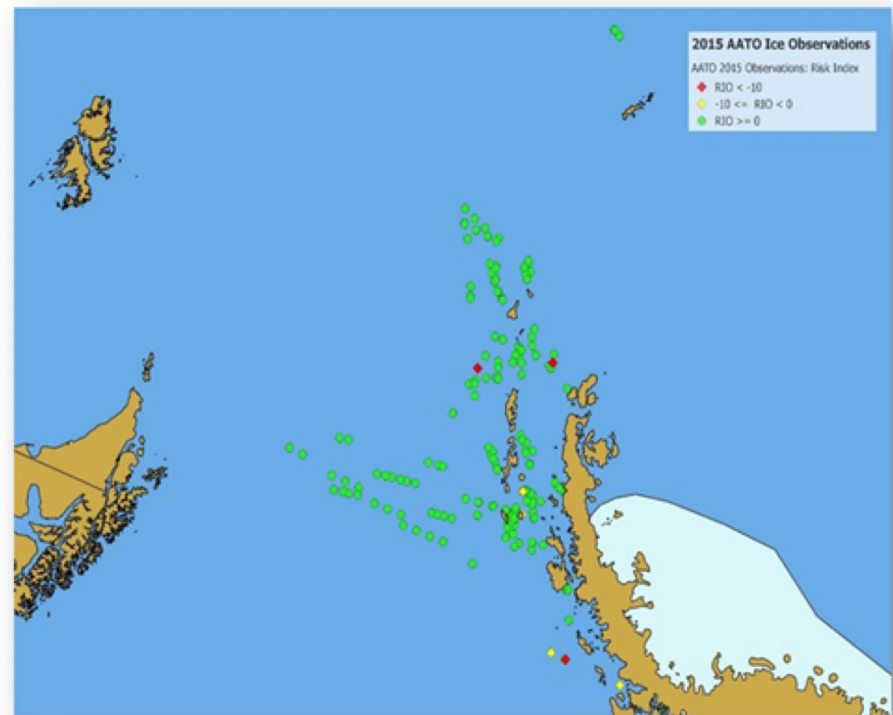 2015 AATO Ice Observations
AATO 2015 Observations: Risk Index
RIO < -10
-10 <= RIO < 0
RIO >= 0